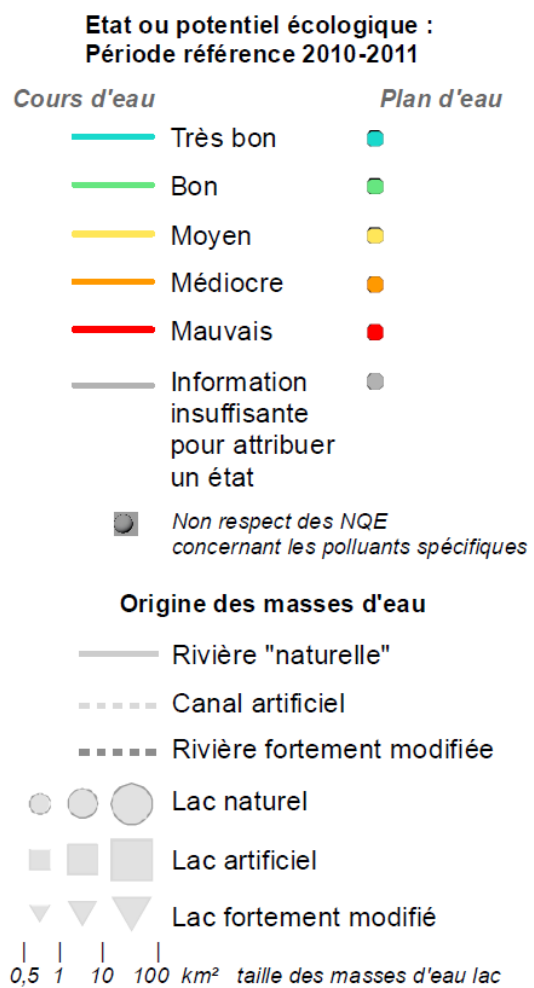 Etat ou potentiel écologique :
Période référence 2010-2011
Cours d'eau Plan d'eau
Très bon
Bon
Moyen
Médiocre
Mauvais
Information
insuffisante
pour attribuer
un état
Non respect des NQE
concernant les polluants spécifiques
Origine des masses d'eau
Rivière "naturelle"
Canal artificiel
Rivière fortement modifiée
Lac naturel
Lac artificiel
Lac fortement modifié
0,5 1 10 100 km² taille des masses d'eau lac